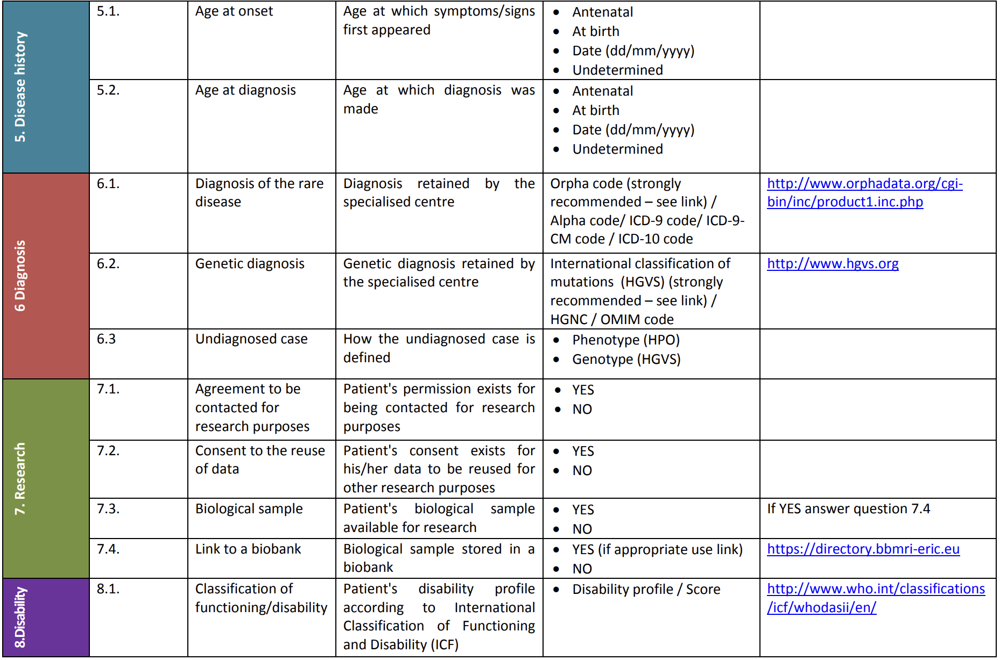 5. Disease history
5.1.
Age at onset
Age at which symptoms/signs
first appeared
• Antenatal
• At birth
• Date (dd/mm/yyyy)
• Undetermined
5.2.
Age at diagnosis
Age at which diagnosis was
made
• Antenatal
• At birth
• Date (dd/mm/yyyy)
• Undetermined
6 Diagnosis
6.1.
Diagnosis of the rare
disease
Diagnosis retained by the
specialised centre
Orpha code (strongly
recommended – see link) /
Alpha code/ ICD-9 code/ ICD-9-
CM code / ICD-10 code
http://www.orphadata.org/cgi-
bin/inc/product1.inc.php
6.2.
Genetic diagnosis
Genetic diagnosis retained by
the specialised centre
International classification of
mutations (HGVS) (strongly
recommended – see link) /
HGNC / OMIM code
http://www.hgvs.org
6.3
Undiagnosed case
How the undiagnosed case is
defined
• Phenotype (HPO)
• Genotype (HGVS)
7. Research
7.1.
Agreement to be
contacted for
research purposes
Patient's permission exists for
being contacted for research
purposes
• YES
• NO
7.2.
Consent to the reuse
of data
Patient's consent exists for
his/her data to be reused for
other research purposes
• YES
• NO
7.3.
Biological sample
Patient's biological sample
available for research
• YES
• NO
If YES answer question 7.4
7.4.
Link to a biobank
Biological sample stored in a
biobank
• YES (if appropriate use link)
• NO
https://directory.bbmri-eric.eu
8.Disability
8.1.
Classification of
functioning/disability
Patient's disability profile
according to International
Classification of Functioning
and Disability (ICF)
• Disability profile / Score
http://www.who.int/classifications
/icf/whodasii/en/